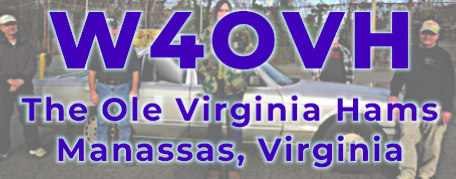 W4OVH
The Ole Virginia Hams
Manassas, Virginia